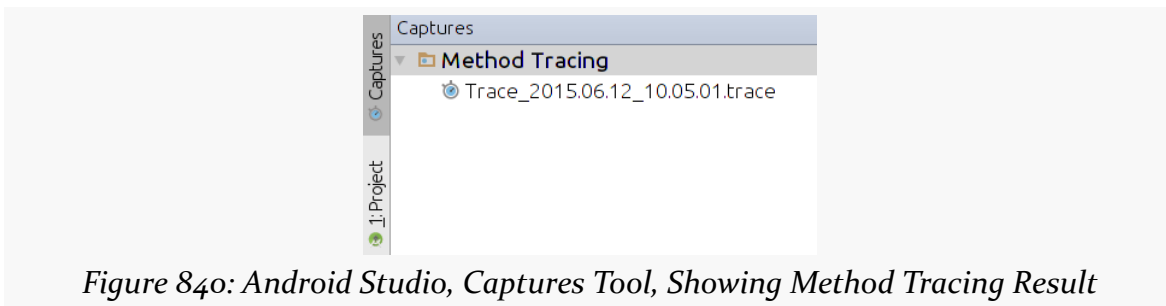 Captures
Captures
Method Tracing
Trace_2015.06.12_10.05.01.trace
1: Project
Figure 840: Android Studio, Captures Tool, Showing Method Tracing Result